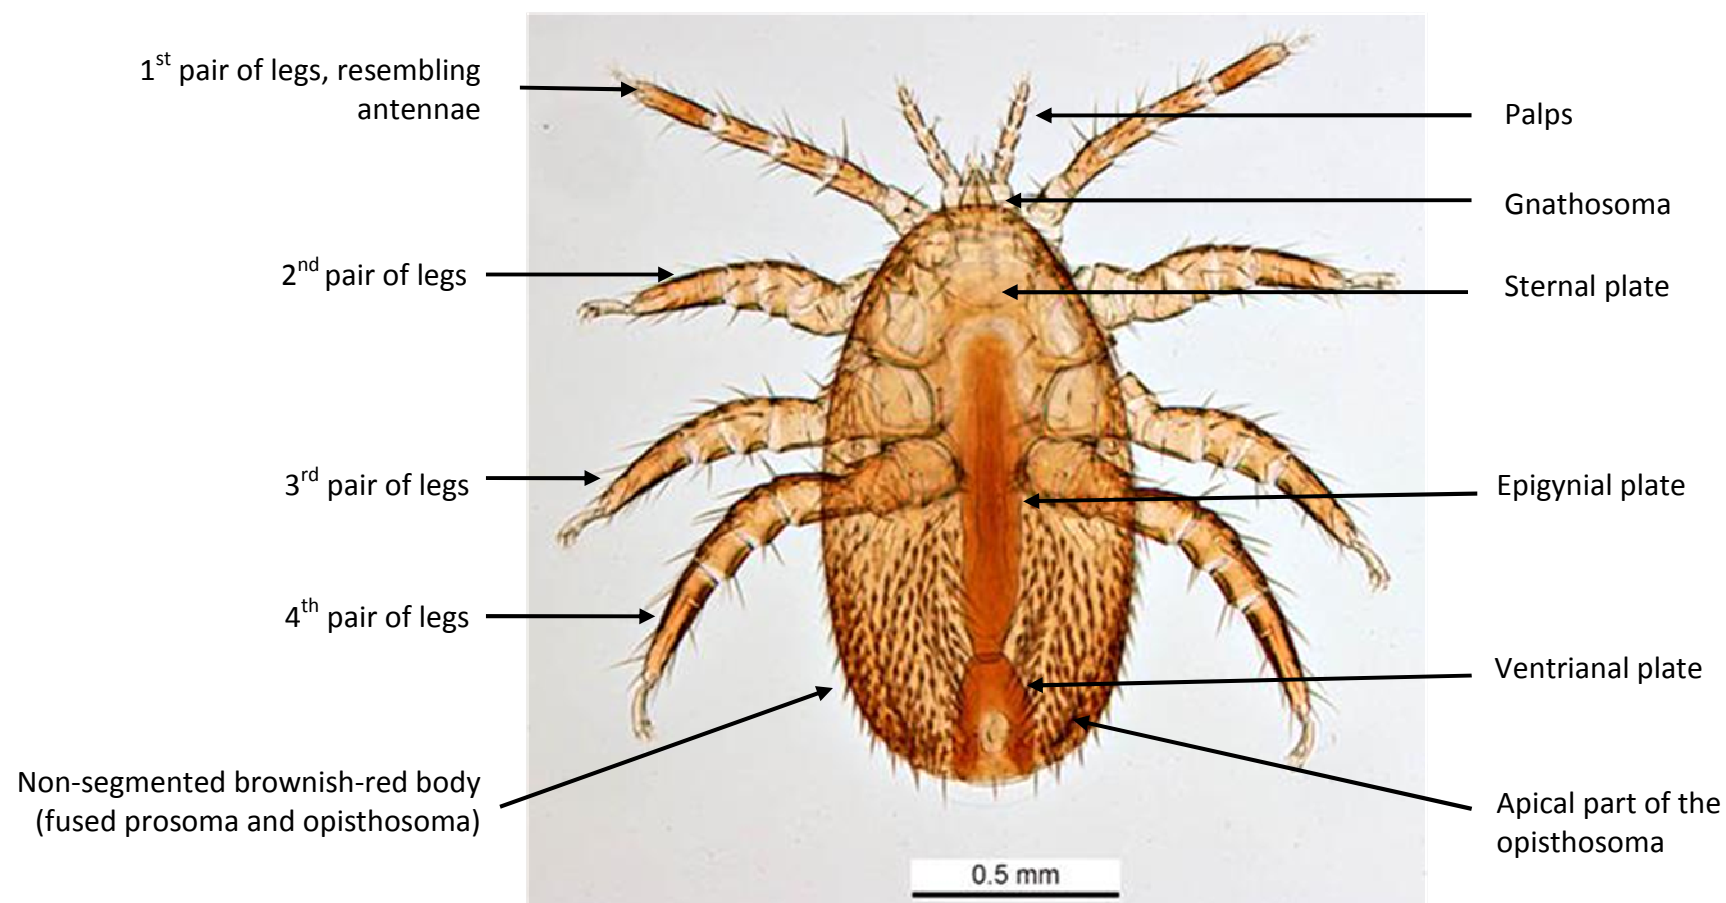 1st pair of legs, resembling
antennae
2nd pair of legs
3rd pair of legs
4th pair of legs
Non-segmented brownish-red body
(fused prosoma and opisthosoma)
Palps
Gnathosoma
Sternal plate
Epigynial plate
Ventrianal plate
Apical part of the
opisthosoma
0.5 mm